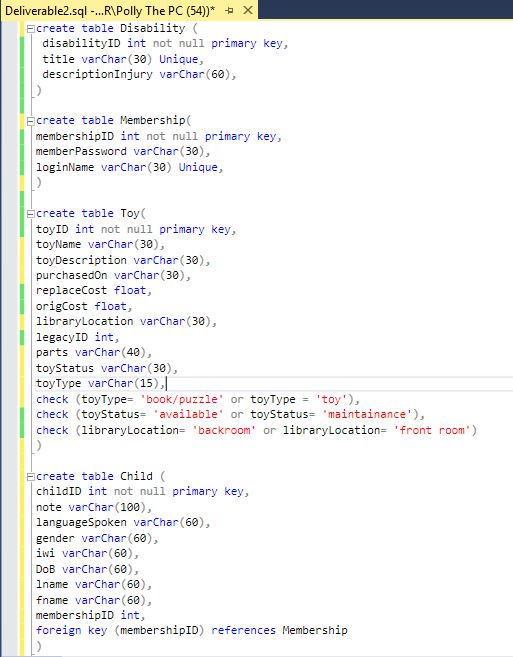 Deliverable2.sql -...R\Polly The PC (54))*
create table Disability (
disabilityID int not null primary key,
title varChar(30) Unique,
descriptionInjury varChar(60),
)
create table Membership(
membershipID int not null primary key,
memberPassword varChar(30),
loginName varChar(30) Unique,
)
create table Toy(
toyID int not null primary key,
toyName varChar(30),
toyDescription varChar(30),
purchasedOn varChar(30),
replaceCost float,
origCost float,
libraryLocation varChar(30),
legacyID int,
parts varChar(40),
toyStatus varChar(30),
toyType varChar(15),
check (toyType= 'book/puzzle' or toyType = 'toy'),
check (toyStatus= 'available' or toyStatus= 'maintainance'),
check (libraryLocation= 'backroom' or libraryLocation= 'front room')
)
create table Child (
childID int not null primary key,
note varChar(100),
languageSpoken varChar(60),
gender varChar(60),
iwi varChar(60),
DoB varChar(60),
lname varChar(60),
fname varChar(60),
membershipID int,
foreign key (membershipID) references Membership
)